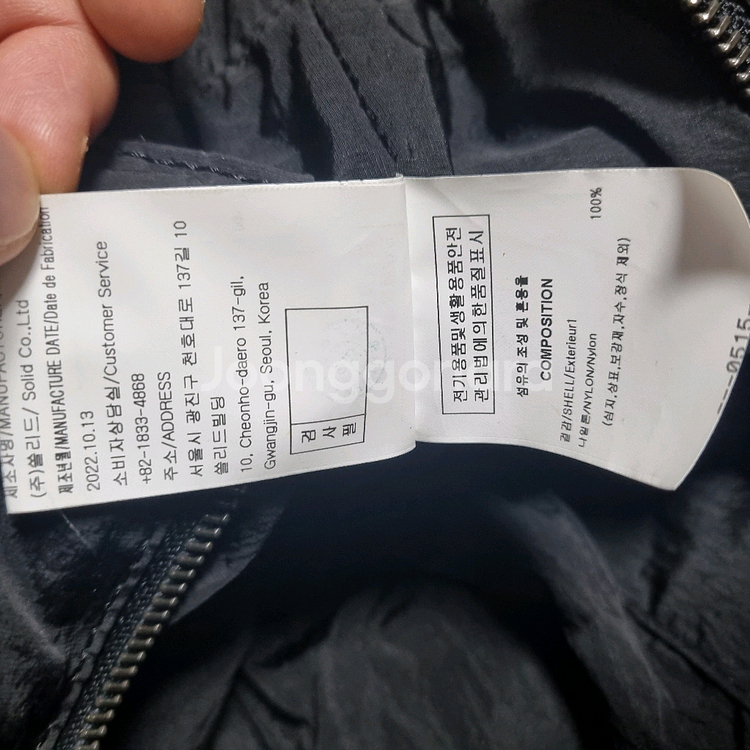 제조자명/MANUFACTURER
(주)쏠리드/ Solid Co.,Ltd
제조년월/MANUFACTURE DATE/Date de Fabrication
2022.10.13
소비자상담실/Customer Service
+82-1833-4868
주소/ADDRESS
서울시 광진구 천호대로 137길 10
쏠리드빌딩
10, Cheonho-daero 137-gil,
Gwangjin-gu, Seoul, Korea
검사필
전기용품및생활용품안전
관리법에의한품질표시
섬유의 조성 및 혼용율
COMPOSITION
겉감/SHELL/Exterieur1
나일론/NYLON/Nylon 100%
(심지,상표,보강재,자수,장식 제외)
Joonggonara